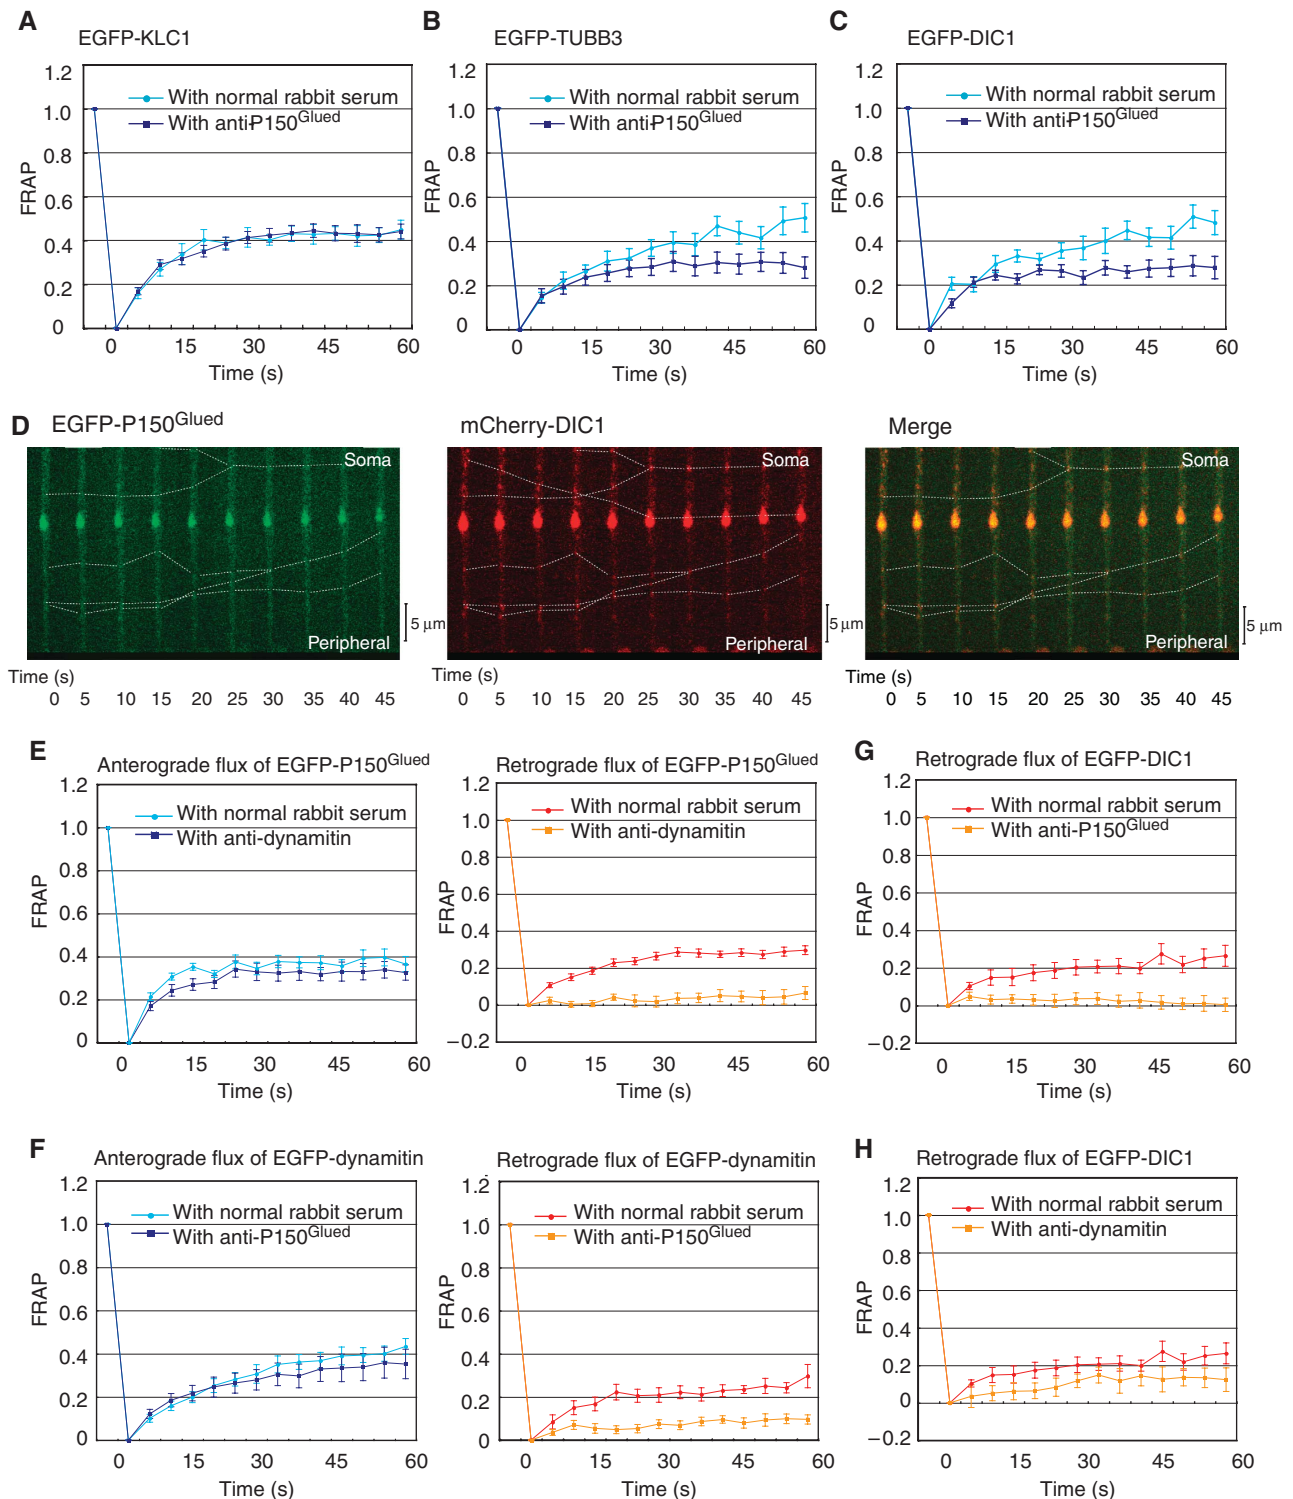 A
EGFP-KLC1
1.2
1.0
0.8
0.6
0.4
0.2
0
FRAP
With normal rabbit serum
With anti-P150Glued
0 15 30 45 60
Time (s)
B
EGFP-TUBB3
1.2
1.0
0.8
0.6
0.4
0.2
0
FRAP
With normal rabbit serum
With anti-P150Glued
0 15 30 45 60
Time (s)
C
EGFP-DIC1
1.2
1.0
0.8
0.6
0.4
0.2
0
FRAP
With normal rabbit serum
With anti-P150Glued
0 15 30 45 60
Time (s)
D
EGFP-P150Glued
Soma
Peripheral
5 μm
Time (s)
0 5 10 15 20 25 30 35 40 45
mCherry-DIC1
Soma
Peripheral
5 μm
Time (s)
0 5 10 15 20 25 30 35 40 45
Merge
Soma
Peripheral
5 μm
Time (s)
0 5 10 15 20 25 30 35 40 45
E
Anterograde flux of EGFP-P150Glued
1.2
1.0
0.8
0.6
0.4
0.2
0
FRAP
With normal rabbit serum
With anti-dynamitin
0 15 30 45 60
Time (s)
Retrograde flux of EGFP-P150Glued
1.2
1.0
0.8
0.6
0.4
0.2
0
−0.2
FRAP
With normal rabbit serum
With anti-dynamitin
0 15 30 45 60
Time (s)
G
Retrograde flux of EGFP-DIC1
1.2
1.0
0.8
0.6
0.4
0.2
0
−0.2
FRAP
With normal rabbit serum
With anti-P150Glued
0 15 30 45 60
Time (s)
F
Anterograde flux of EGFP-dynamitin
1.2
1.0
0.8
0.6
0.4
0.2
0
FRAP
With normal rabbit serum
With anti-P150Glued
0 15 30 45 60
Time (s)
Retrograde flux of EGFP-dynamitin
1.2
1.0
0.8
0.6
0.4
0.2
0
FRAP
With normal rabbit serum
With anti-P150Glued
0 15 30 45 60
Time (s)
H
Retrograde flux of EGFP-DIC1
1.2
1.0
0.8
0.6
0.4
0.2
0
−0.2
FRAP
With normal rabbit serum
With anti-dynamitin
0 15 30 45 60
Time (s)